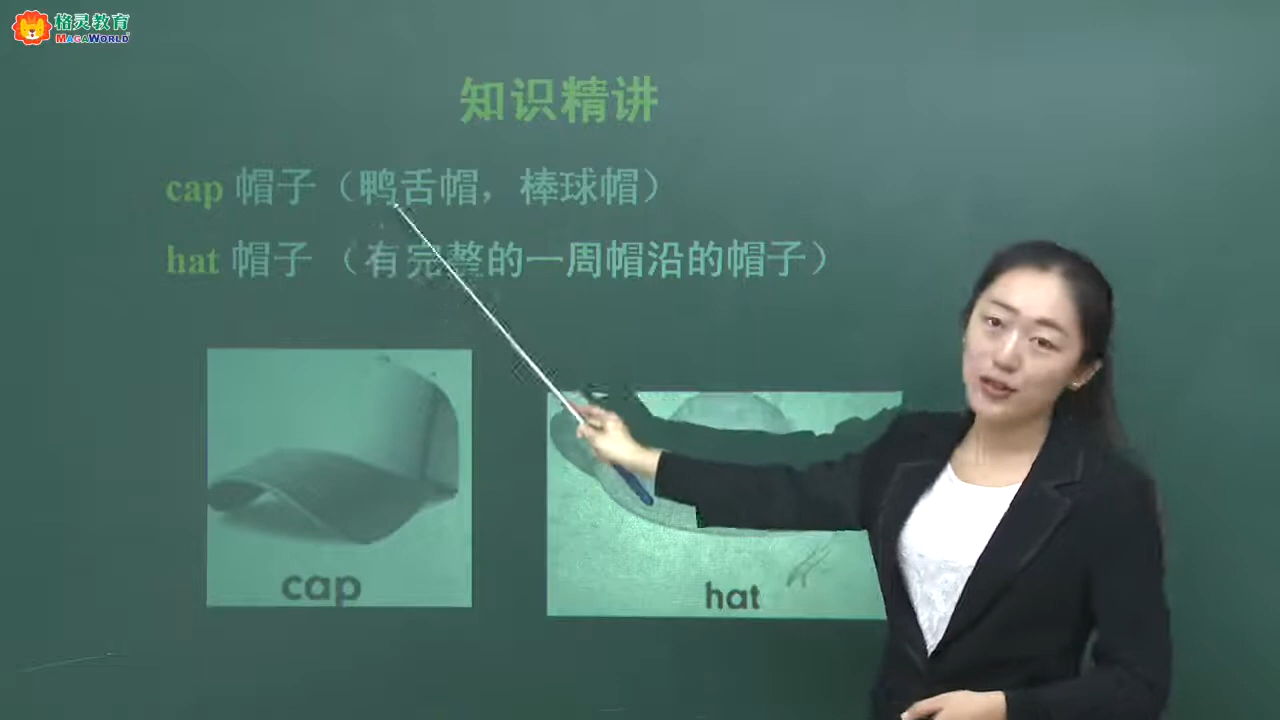 格灵教育
MAGAWORLD
知识精讲
cap 帽子（鸭舌帽，棒球帽）
hat 帽子（有完整的一周帽沿的帽子）
cap
hat